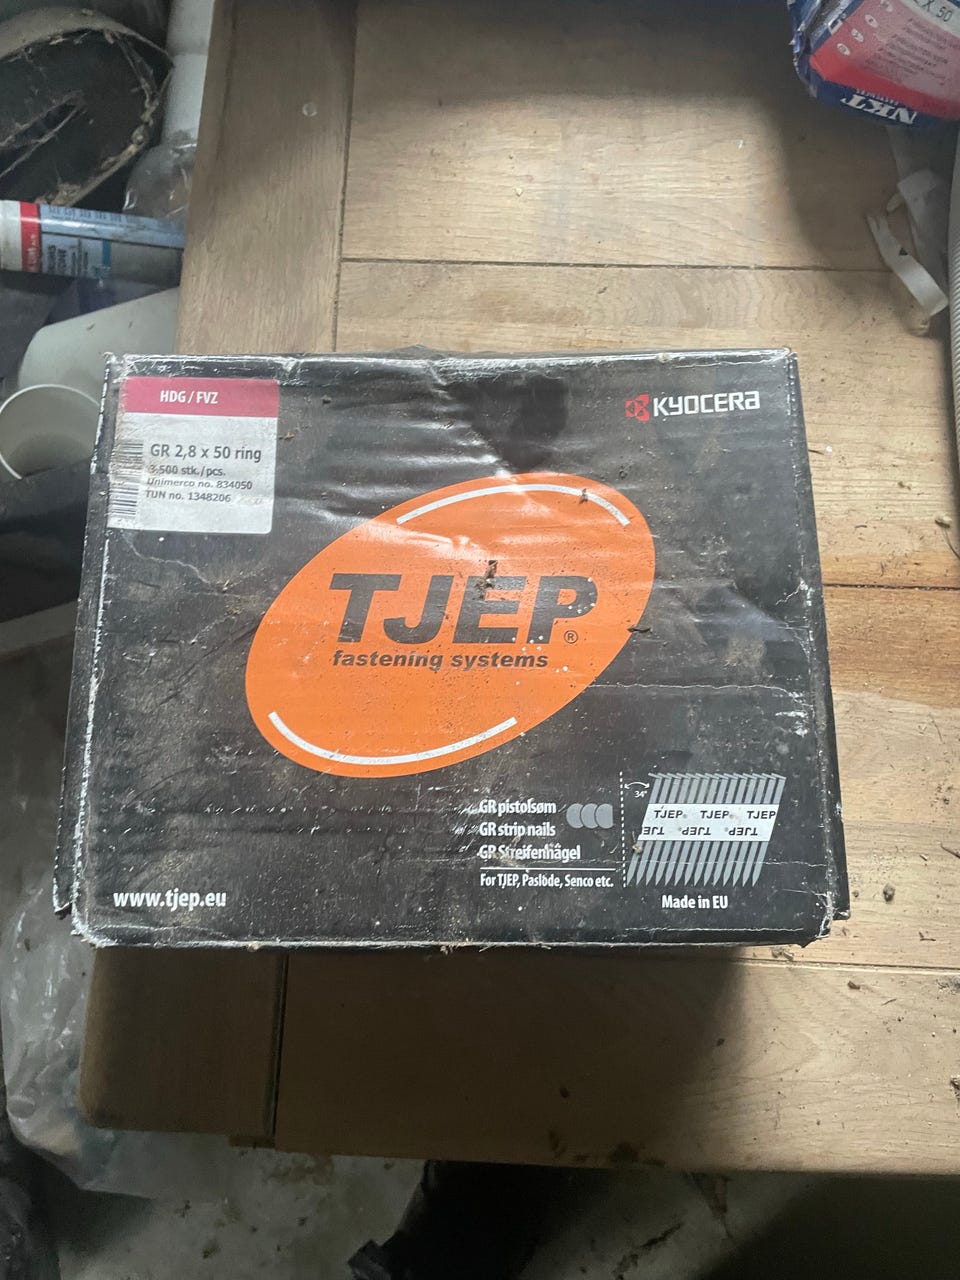 x 50
NKT
HDG / FVZ
KYOCERA
GR 2,8 x 50 ring
3.500 stk./pcs.
Unimerco no. 834050
TUN no. 1348206
TJEP®
fastening systems
GR pistolsøm
GR strip nails
GR Streifennägel
For TJEP, Paslode, Senco etc.
34°
TJEP TJEP TJEP
TJEP TJEP TJEP
www.tjep.eu
Made in EU